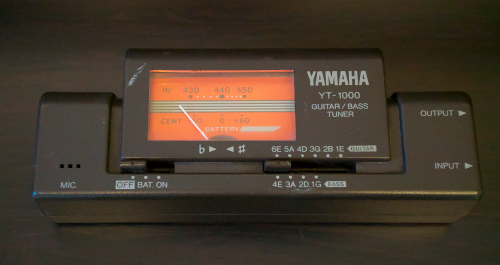 YAMAHA
YT-1000
GUITAR / BASS
TUNER
Hz 430 440 450
CENT 0 +50
BATTERY
♭ ► ◄ ♯
6E 5A 4D 3G 2B 1E GUITAR
OFF BAT ON
4E 3A 2D 1G BASS
MIC
OUTPUT ►
INPUT ►